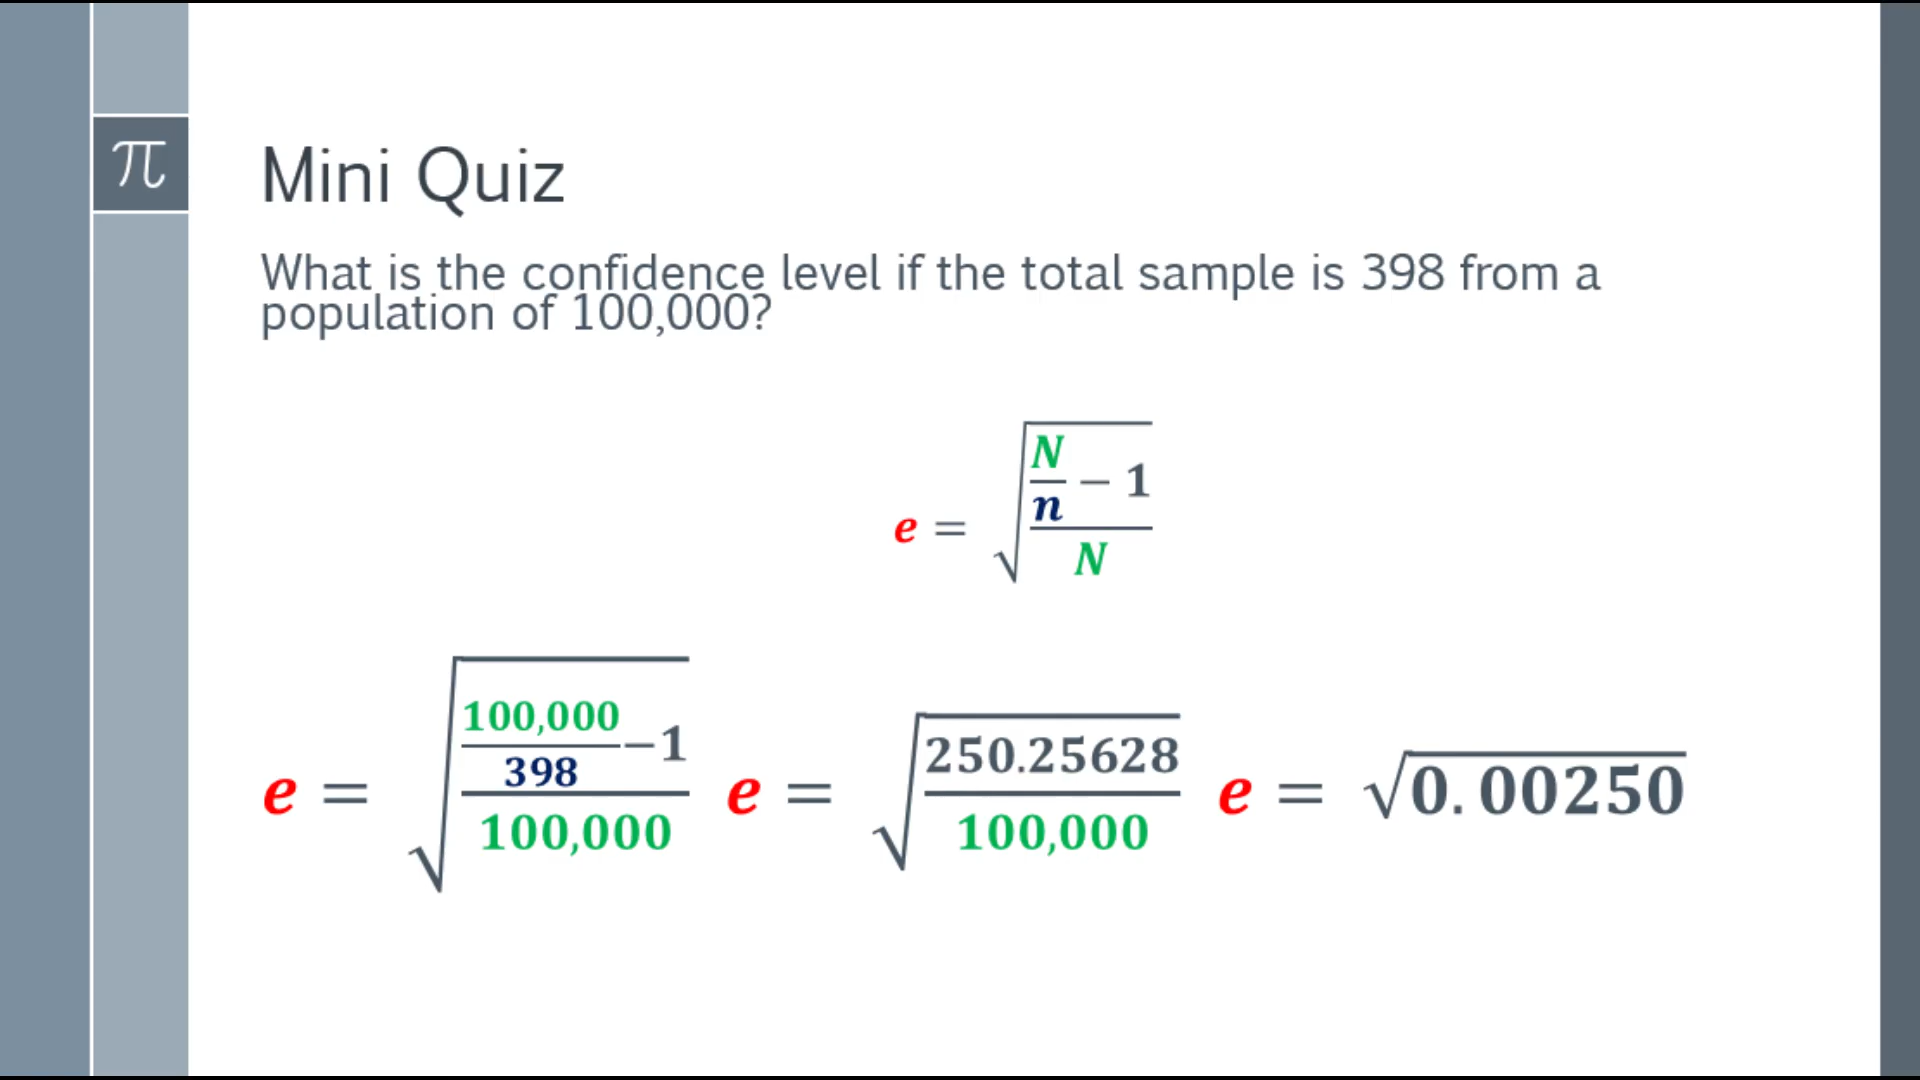 π
Mini Quiz
What is the confidence level if the total sample is 398 from a
population of 100,000?
e = √((N/n − 1)/N)
e = √((100,000/398 −1)/100,000) e = √(250.25628/100,000) e = √0.00250